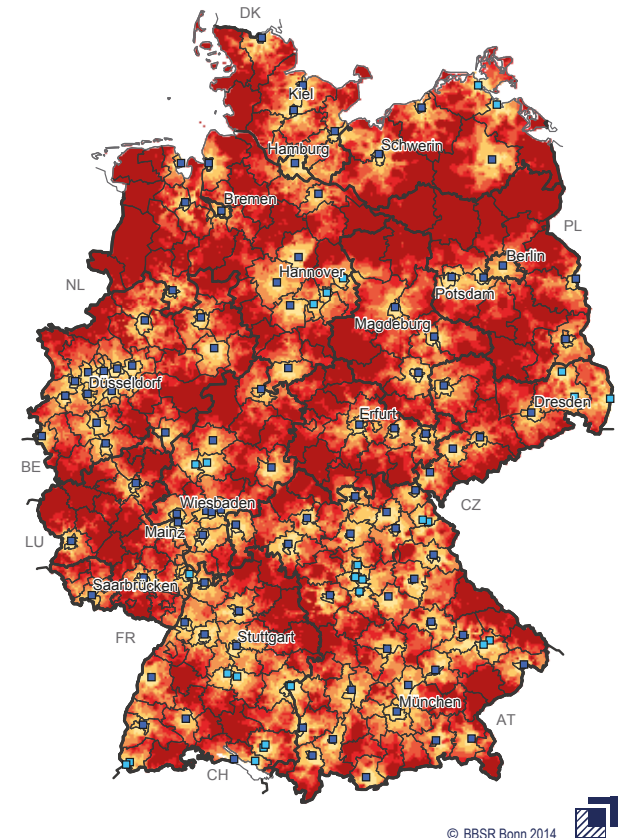 DK
Kiel
Hamburg
Schwerin
Bremen
PL
Berlin
NL
Hannover
Potsdam
Magdeburg
Düsseldorf
Dresden
Erfurt
BE
Wiesbaden
CZ
Mainz
LU
Saarbrücken
FR
Stuttgart
München
AT
CH
© BBSR Bonn 2014